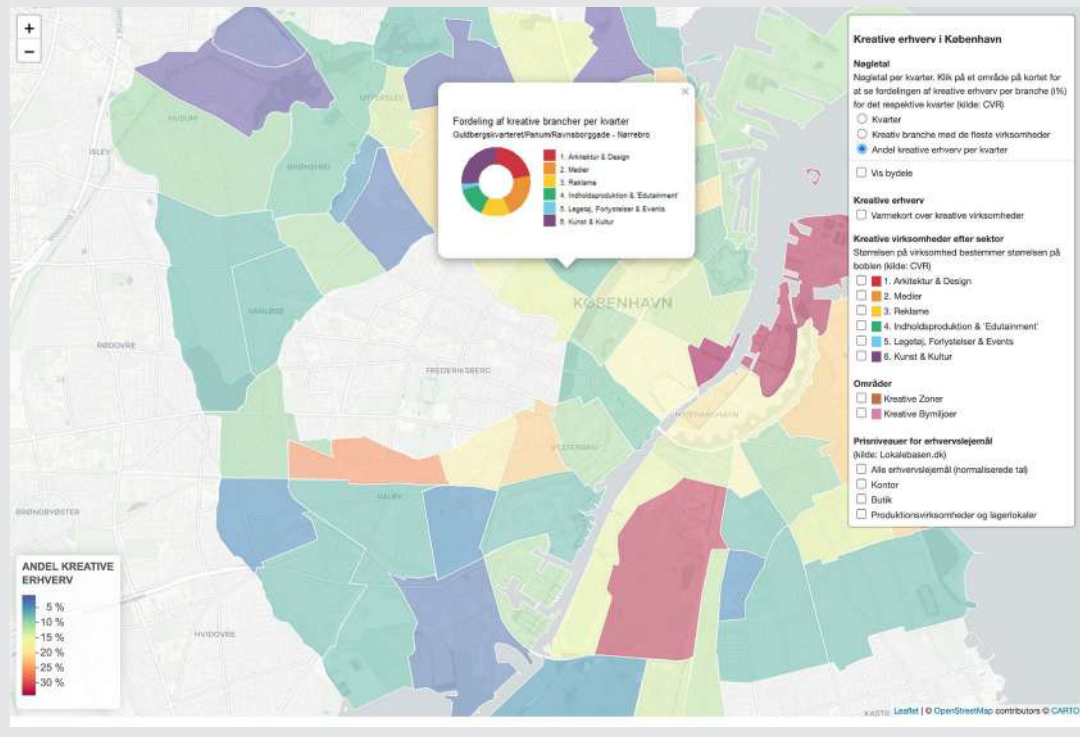 +
−
HUSUM
ISLEV
UTTERSLEV
BRØNSHØJ
VANLØSE
RØDOVRE
FREDERIKSBERG
KØBENHAVN
CHRISTIANSHAVN
VESTERBRO
VALBY
BRØNDBYØSTER
HVIDOVRE
×
Fordeling af kreative brancher per kvarter
Guldbergskvarteret/Panum/Ravnsborggade - Nørrebro
1. Arkitektur & Design
2. Medier
3. Reklame
4. Indholdsproduktion & 'Edutainment'
5. Legetøj, Forlystelser & Events
6. Kunst & Kultur
Kreative erhverv i København
Nøgletal
Nøgletal per kvarter. Klik på et område på kortet for
at se fordelingen af kreative erhverv per branche (i%)
for det respektive kvarter (kilde: CVR)
Kvarter
Kreativ branche med de fleste virksomheder
Andel kreative erhverv per kvarter
Vis bydele
Kreative erhverv
Varmekort over kreative virksomheder
Kreative virksomheder efter sektor
Størrelsen på virksomhed bestemmer størrelsen på
boblen (kilde: CVR)
1. Arkitektur & Design
2. Medier
3. Reklame
4. Indholdsproduktion & 'Edutainment'
5. Legetøj, Forlystelser & Events
6. Kunst & Kultur
Områder
Kreative Zoner
Kreative Bymiljoer
Prisniveauer for erhvervslejemål
(kilde: Lokalebasen.dk)
Alle erhvervslejemål (normaliserede tal)
Kontor
Butik
Produktionsvirksomheder og lagerlokaler
ANDEL KREATIVE
ERHVERV
5 %
10 %
15 %
20 %
25 %
30 %
Leaflet | © OpenStreetMap contributors © CARTO